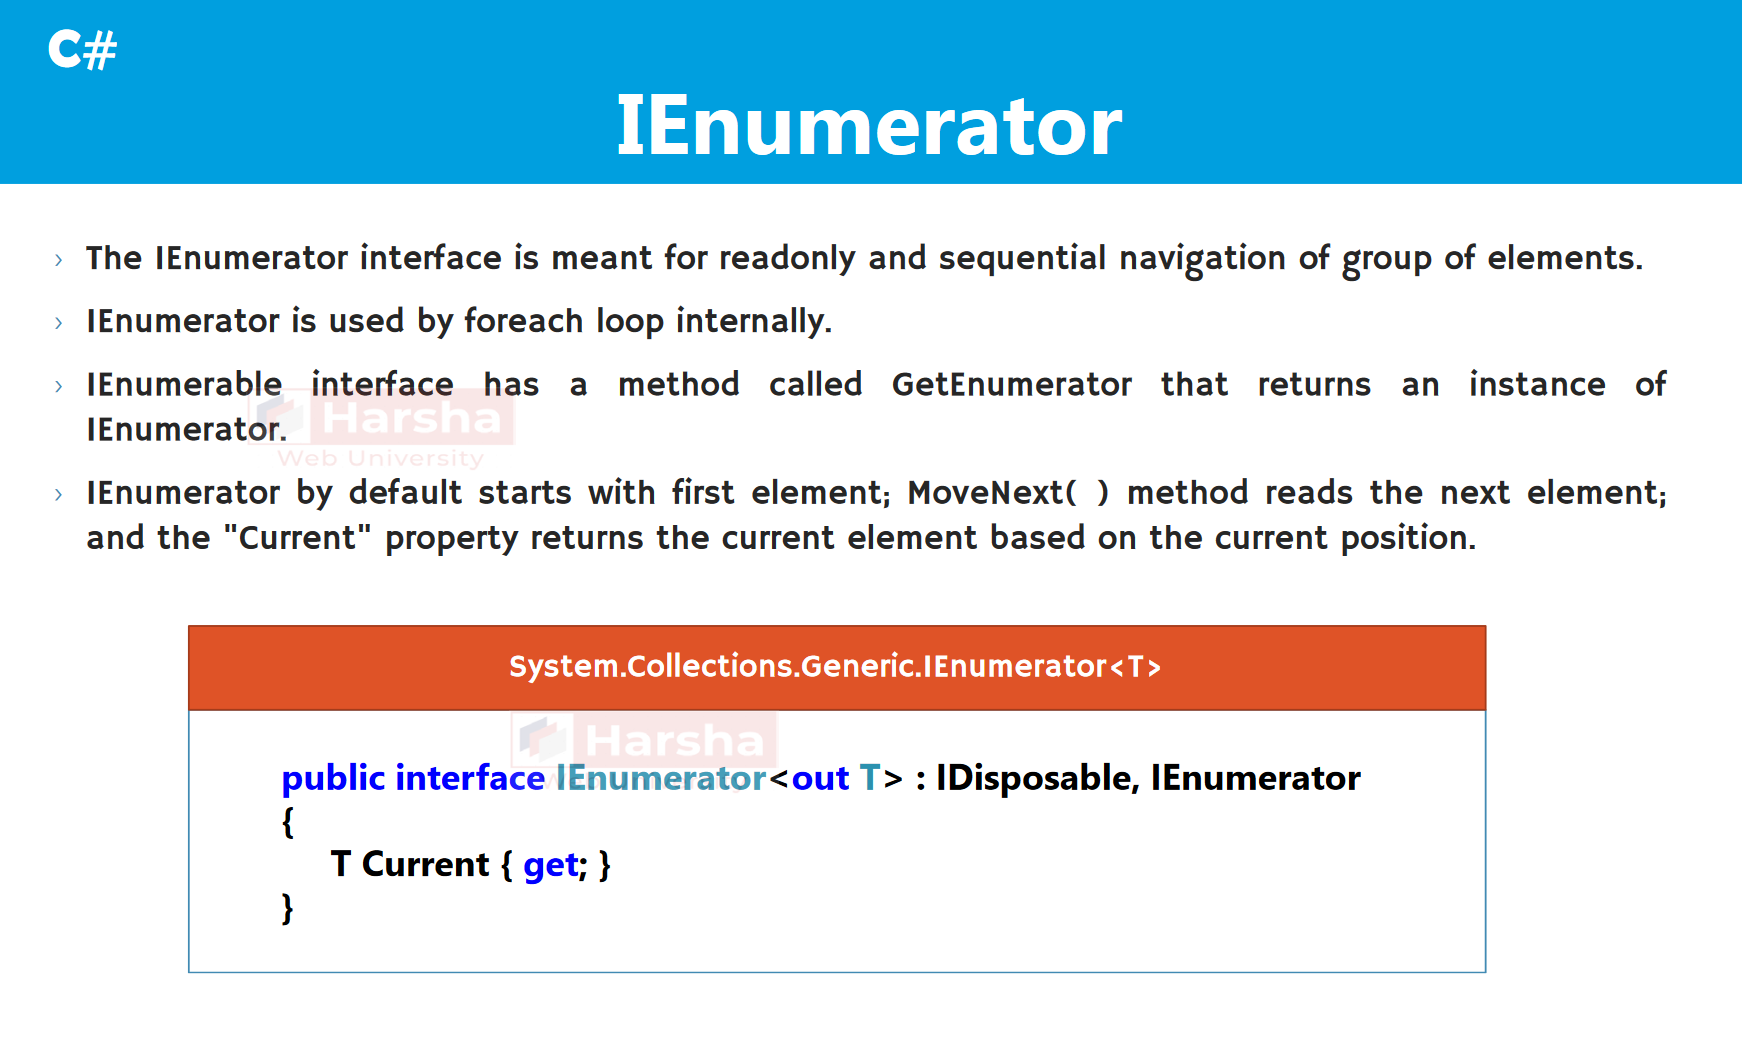 C#
IEnumerator
› The IEnumerator interface is meant for readonly and sequential navigation of group of elements.
› IEnumerator is used by foreach loop internally.
› IEnumerable interface has a method called GetEnumerator that returns an instance of
IEnumerator.
Harsha
Web University
› IEnumerator by default starts with first element; MoveNext( ) method reads the next element;
and the "Current" property returns the current element based on the current position.
System.Collections.Generic.IEnumerator<T>
Harsha
public interface IEnumerator<out T> : IDisposable, IEnumerator
{
T Current { get; }
}